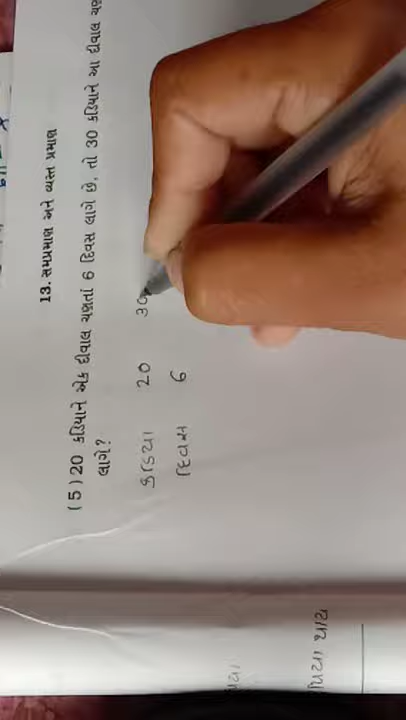 13. સમપ્રમાણ અને વ્યસ્ત પ્રમાણ
(5) 20 કડિયાને એક દીવાલ ચણતાં 6 દિવસ લાગે છે, તો 30 કડિયાને આ દીવાલ
લાગે?
કડિયા 20 30
દિવસ 6
પિયા થાય